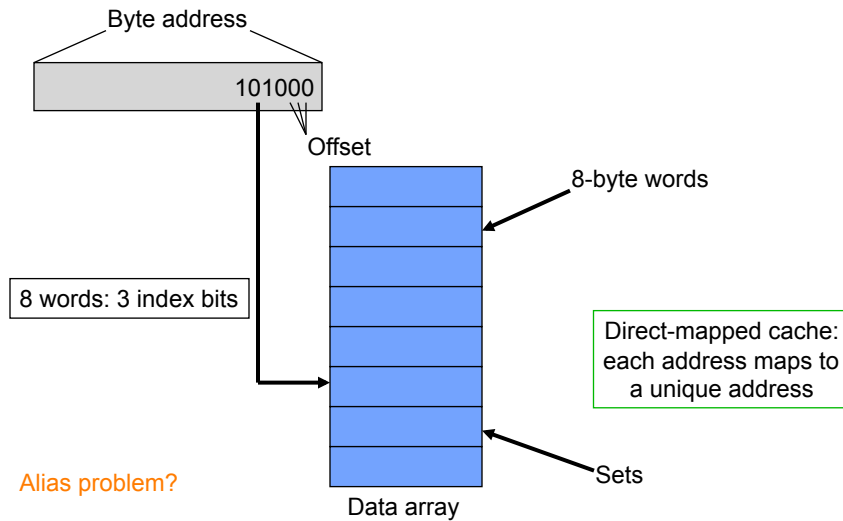 Byte address
101000
Offset
8-byte words
8 words: 3 index bits
Direct-mapped cache:
each address maps to
a unique address
Sets
Alias problem?
Data array